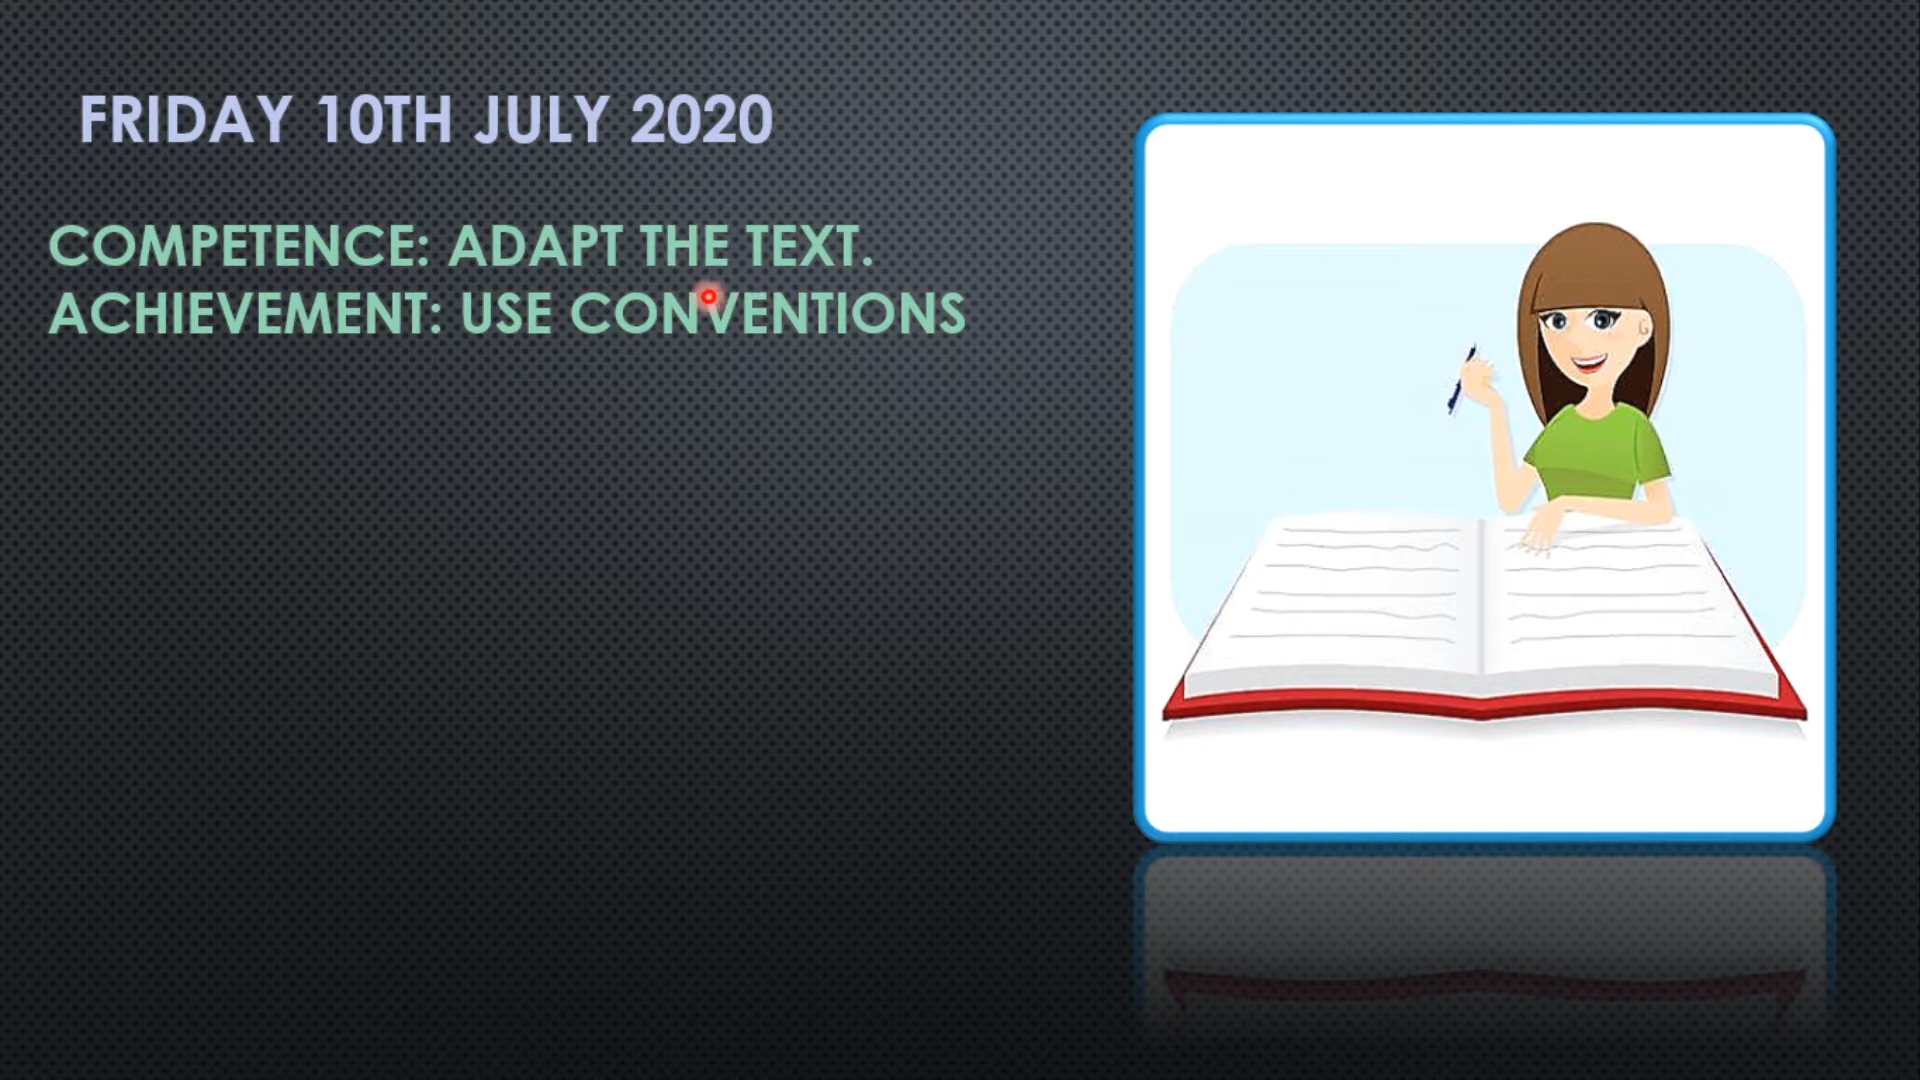 FRIDAY 10TH JULY 2020
COMPETENCE: ADAPT THE TEXT.
ACHIEVEMENT: USE CONVENTIONS